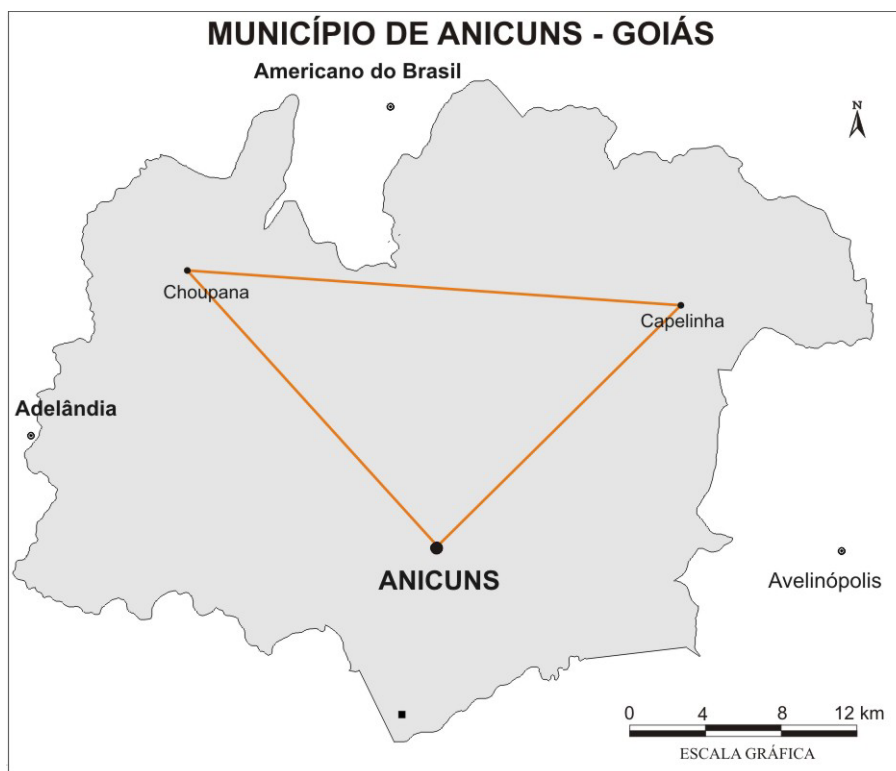 MUNICÍPIO DE ANICUNS - GOIÁS
Americano do Brasil
N
Choupana
Capelinha
Adelândia
ANICUNS
Avelinópolis
0 4 8 12 km
ESCALA GRÁFICA